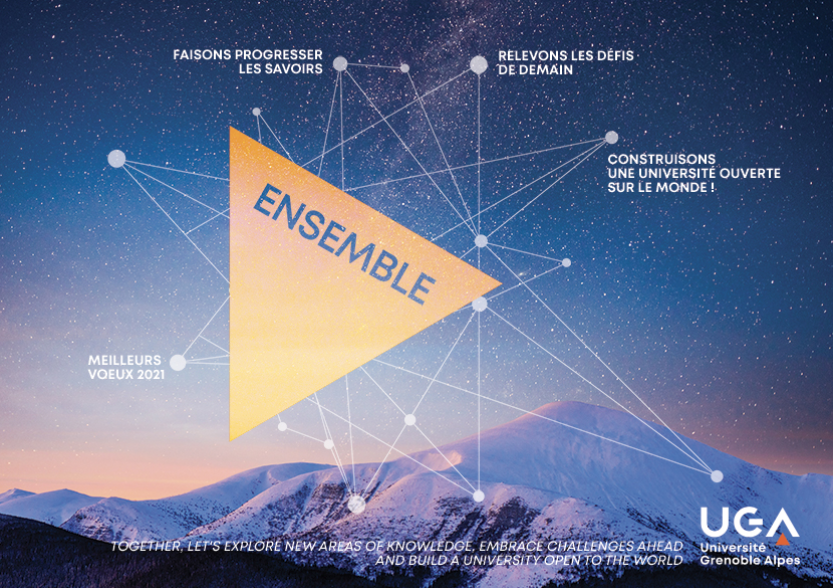 FAISONS PROGRESSER
LES SAVOIRS
RELEVONS LES DÉFIS
DE DEMAIN
CONSTRUISONS
UNE UNIVERSITÉ OUVERTE
SUR LE MONDE !
ENSEMBLE
MEILLEURS
VOEUX 2021
TOGETHER, LET'S EXPLORE NEW AREAS OF KNOWLEDGE, EMBRACE CHALLENGES AHEAD
AND BUILD A UNIVERSITY OPEN TO THE WORLD
UGA
Université
Grenoble Alpes